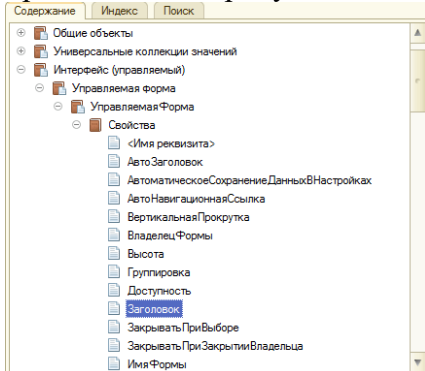 Содержание Индекс Поиск
Общие объекты
Универсальные коллекции значений
Интерфейс (управляемый)
Управляемая форма
УправляемаяФорма
Свойства
<Имя реквизита>
АвтоЗаголовок
АвтоматическоеСохранениеДанныхВНастройках
АвтоНавигационнаяСсылка
ВертикальнаяПрокрутка
ВладелецФормы
Высота
Группировка
Доступность
Заголовок
ЗакрыватьПриВыборе
ЗакрыватьПриЗакрытииВладельца
ИмяФормы